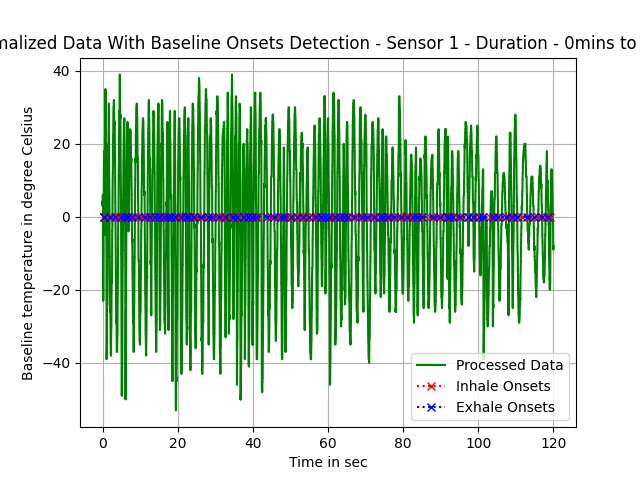 malized Data With Baseline Onsets Detection - Sensor 1 - Duration - 0mins to
Baseline temperature in degree Celsius
40
20
0
−20
−40
0
20
40
60
80
100
120
Time in sec
Processed Data
Inhale Onsets
Exhale Onsets